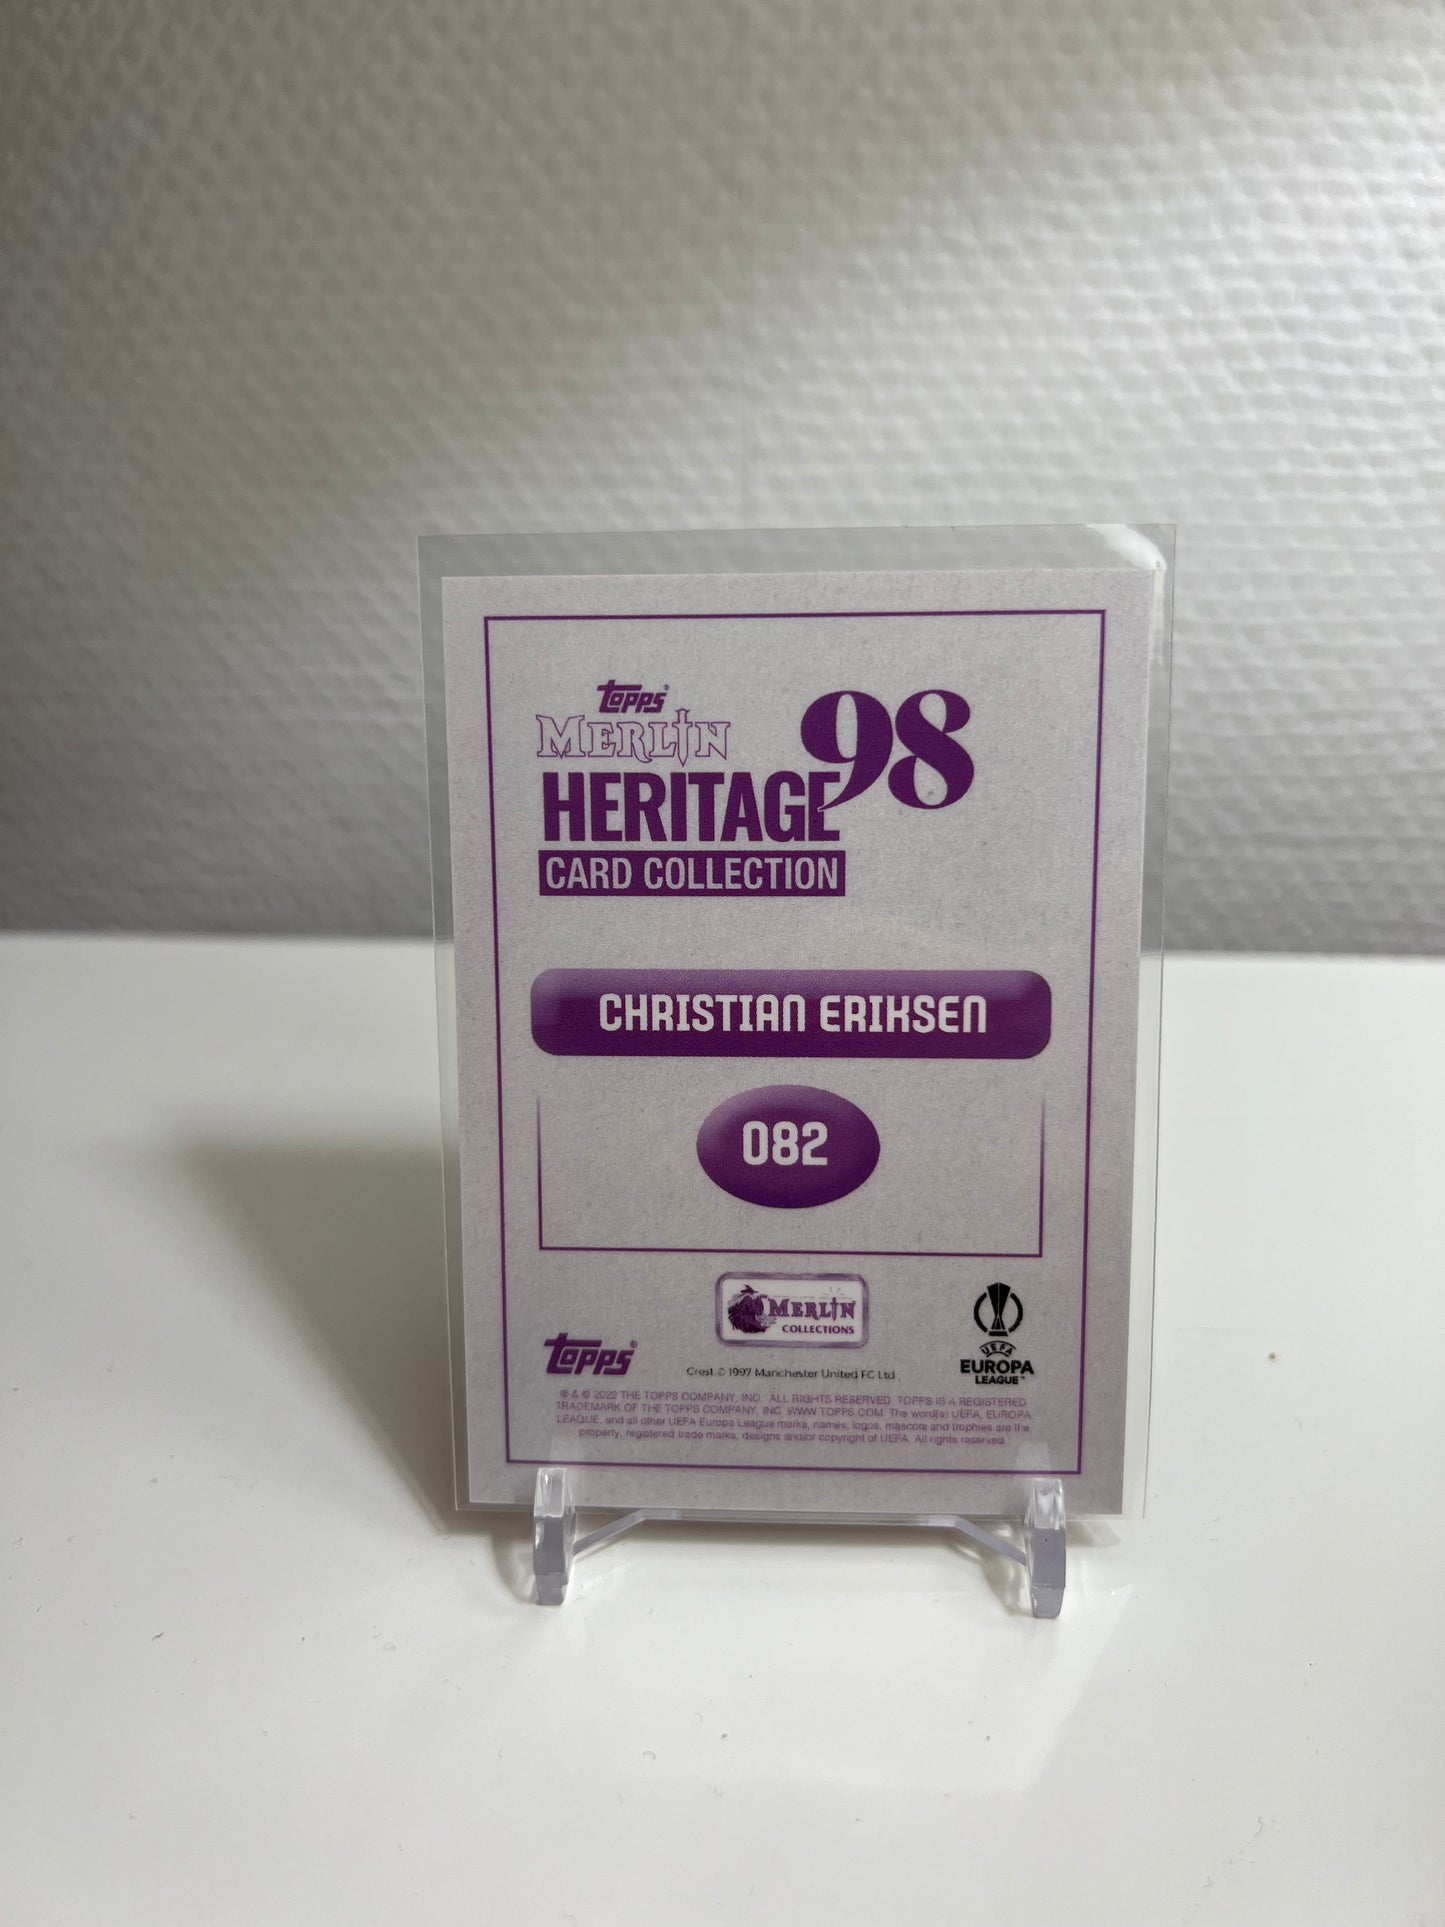 Topps®
MERLIN
HERITAGE 98
CARD COLLECTION
CHRISTIAN ERIKSEN
082
MERLIN
COLLECTIONS
Topps®
UEFA
EUROPA
LEAGUE™
Crest © 1997 Manchester United FC Ltd
® & © 2022 THE TOPPS COMPANY, INC. ALL RIGHTS RESERVED. TOPPS IS A REGISTERED
TRADEMARK OF THE TOPPS COMPANY, INC. WWW.TOPPS.COM. The word(s) UEFA, EUROPA
LEAGUE, and all other UEFA Europa League marks, names, logos, mascots and trophies are the
property, registered trade marks, designs and/or copyright of UEFA. All rights reserved.